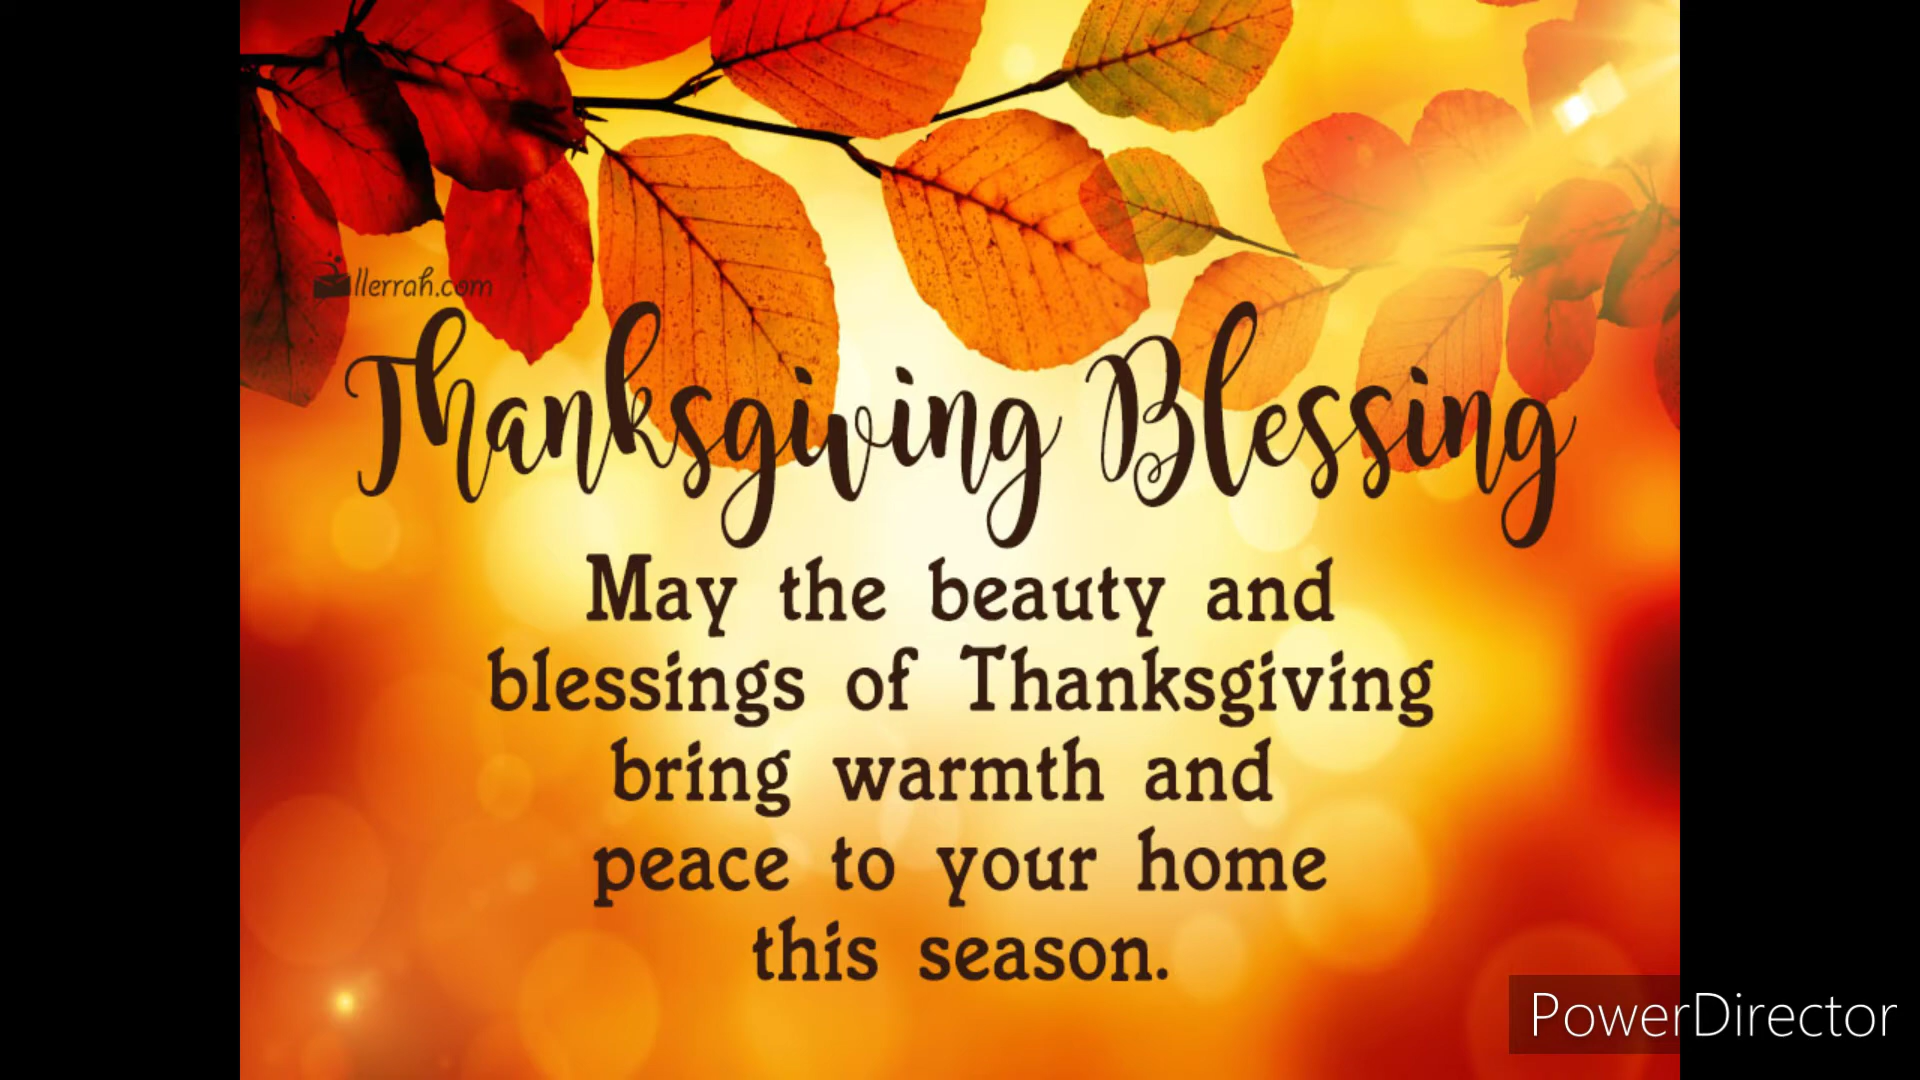 llerrah.com
Thanksgiving Blessing
May the beauty and
blessings of Thanksgiving
bring warmth and
peace to your home
this season.
PowerDirector